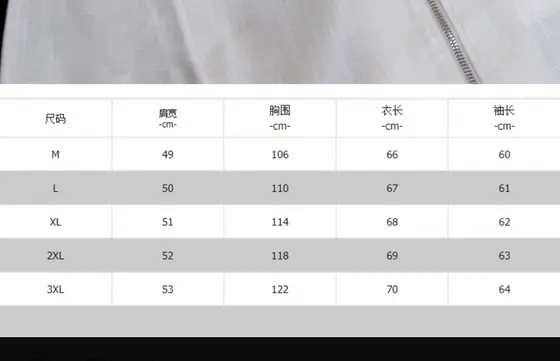 尺码 肩宽 -cm- 胸围 -cm- 衣长 -cm- 袖长 -cm-
M 49 106 66 60
L 50 110 67 61
XL 51 114 68 62
2XL 52 118 69 63
3XL 53 122 70 64